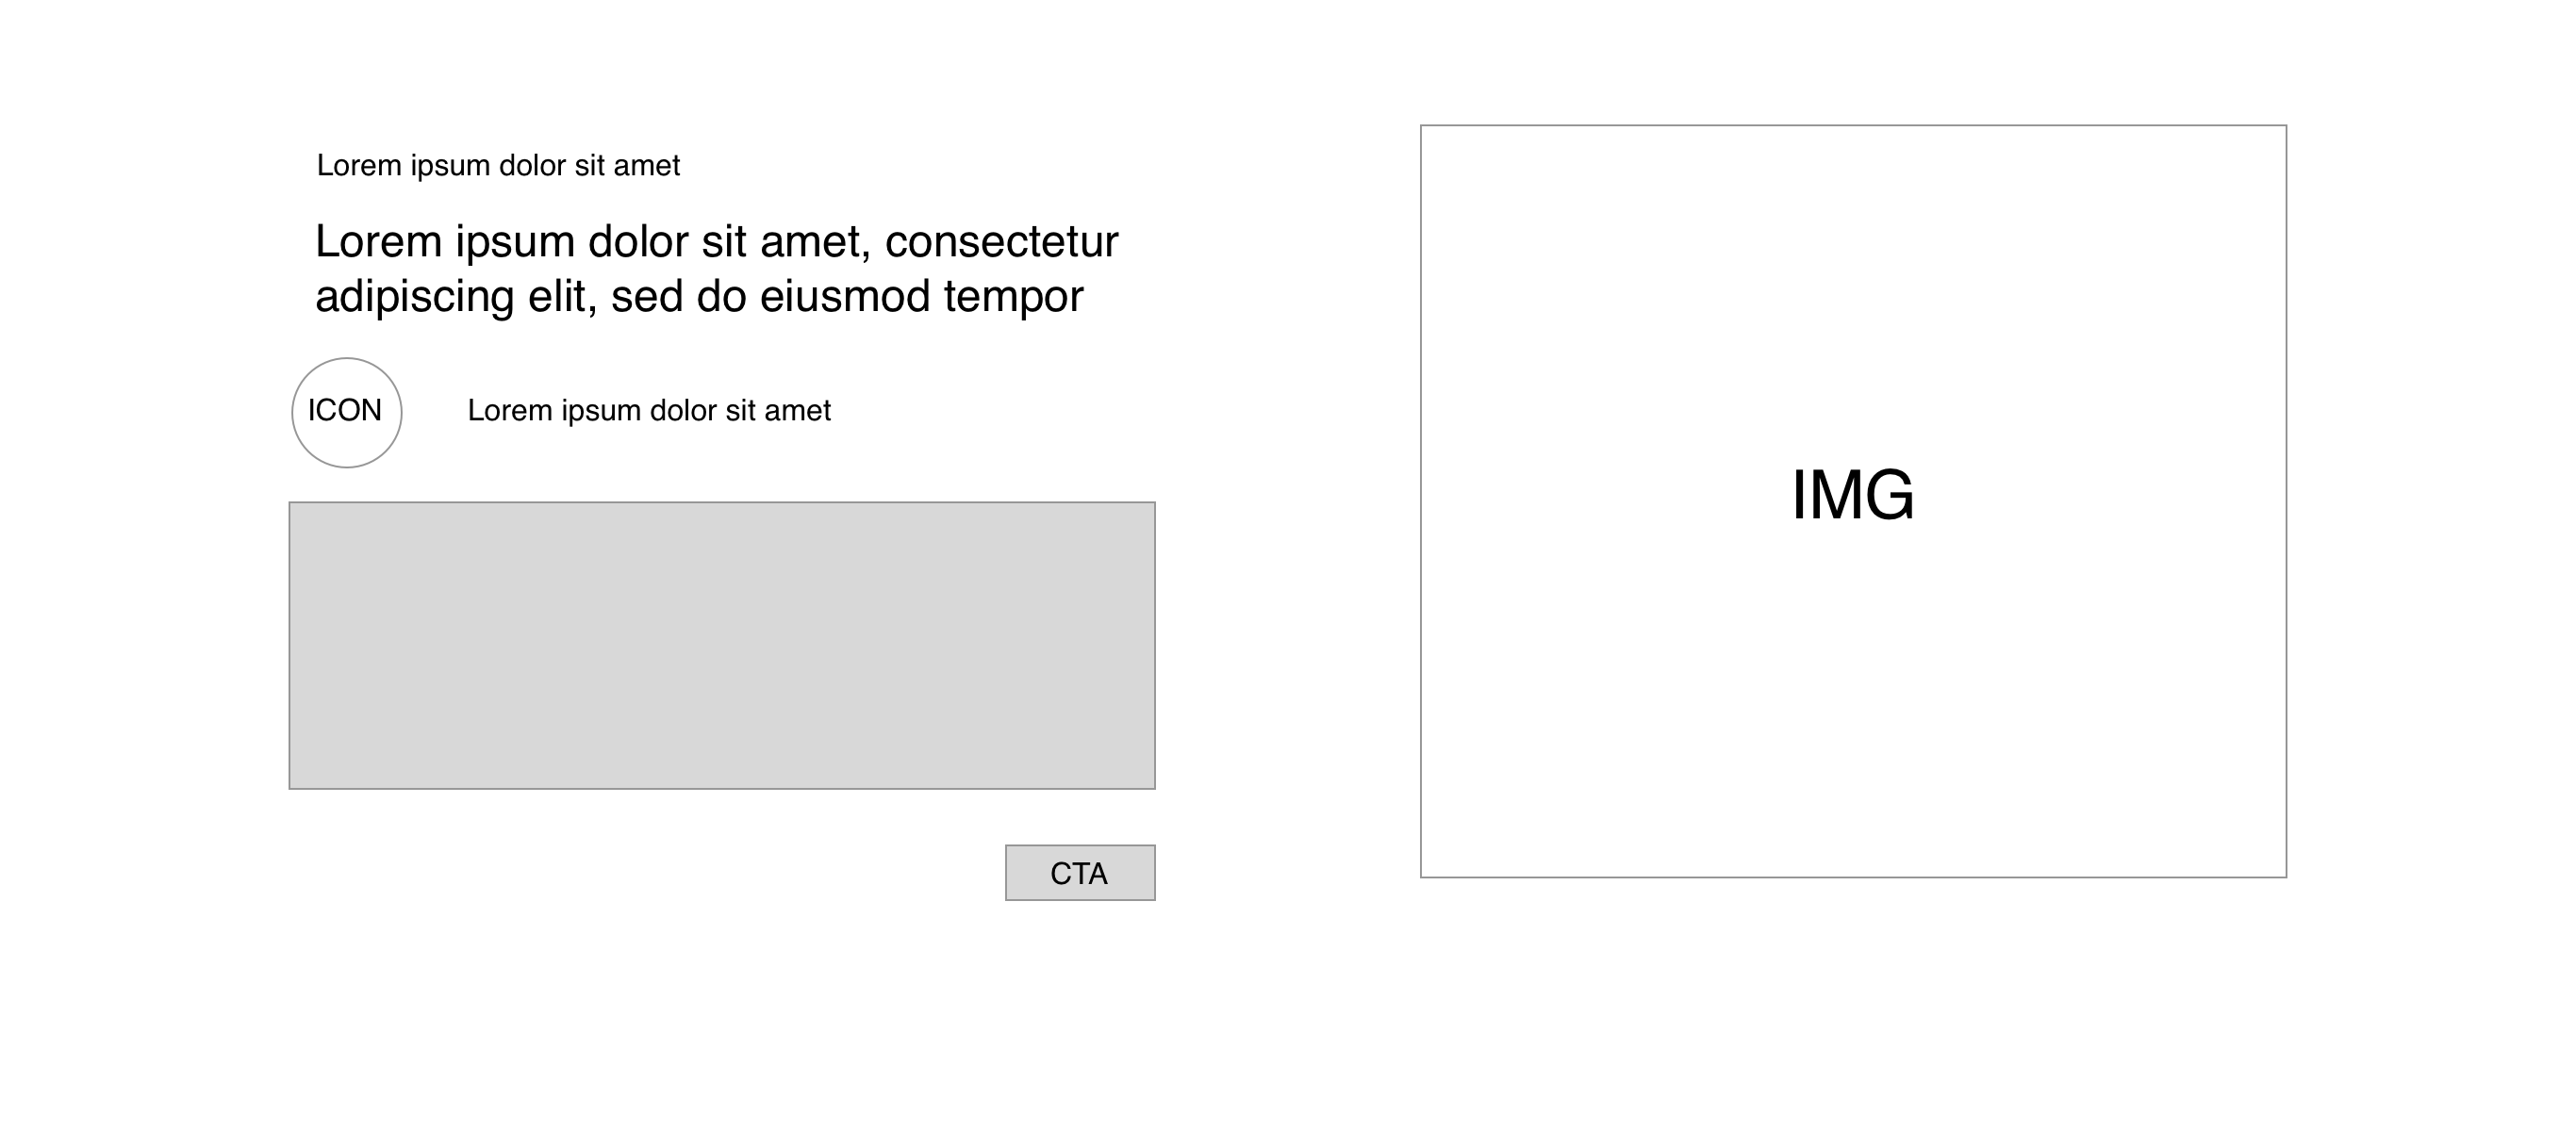 Lorem ipsum dolor sit amet
Lorem ipsum dolor sit amet, consectetur
adipiscing elit, sed do eiusmod tempor
ICON
Lorem ipsum dolor sit amet
CTA
IMG